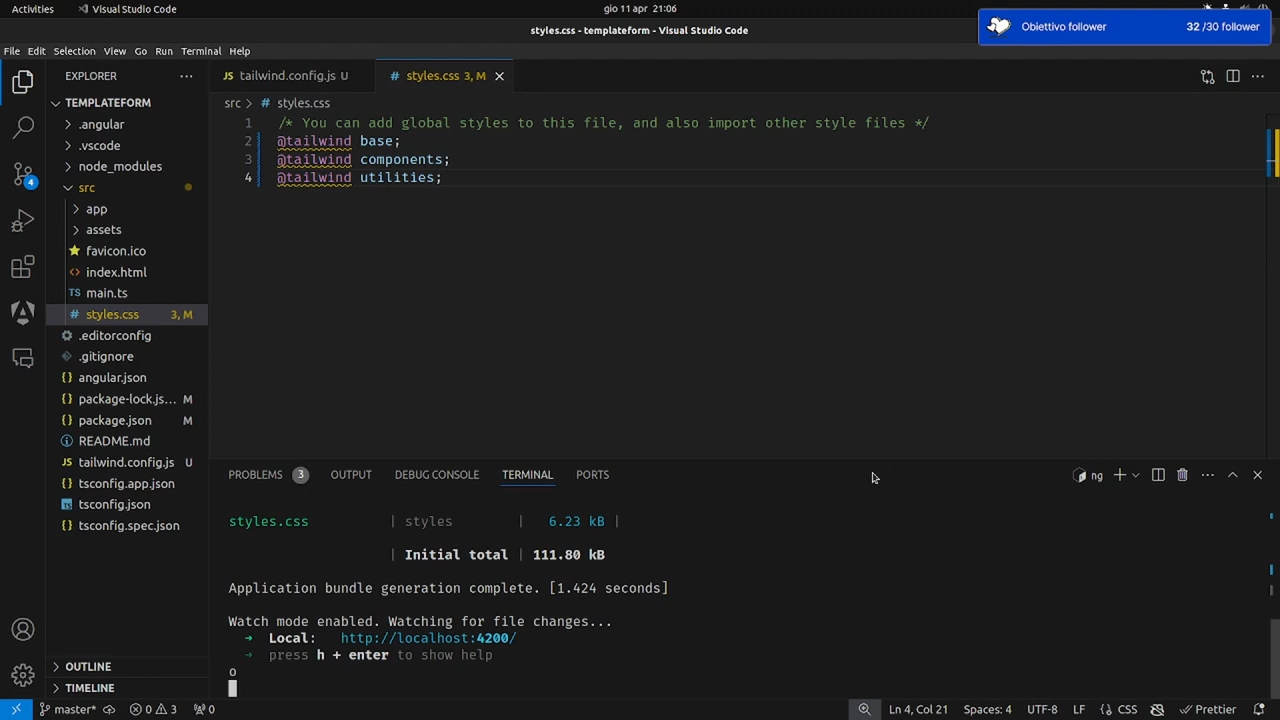 Activities
Visual Studio Code
gio 11 apr 21:06
Obiettivo follower
32 /30 follower
styles.css - templateform - Visual Studio Code
File Edit Selection View Go Run Terminal Help
EXPLORER
TEMPLATEFORM
.angular
.vscode
node_modules
src
app
assets
favicon.ico
index.html
main.ts
styles.css 3, M
.editorconfig
.gitignore
angular.json
package-lock.js... M
package.json M
README.md
tailwind.config.js U
tsconfig.app.json
tsconfig.json
tsconfig.spec.json
OUTLINE
TIMELINE
4
JS tailwind.config.js U
# styles.css 3, M
src > # styles.css
1 /* You can add global styles to this file, and also import other style files */
2 @tailwind base;
3 @tailwind components;
4 @tailwind utilities;
PROBLEMS 3 OUTPUT DEBUG CONSOLE TERMINAL PORTS
ng
styles.css | styles | 6.23 kB |
| Initial total | 111.80 kB
Application bundle generation complete. [1.424 seconds]
Watch mode enabled. Watching for file changes...
➜ Local: http://localhost:4200/
➜ press h + enter to show help
o
master* 0 3 0
Ln 4, Col 21 Spaces: 4 UTF-8 LF {} CSS Prettier